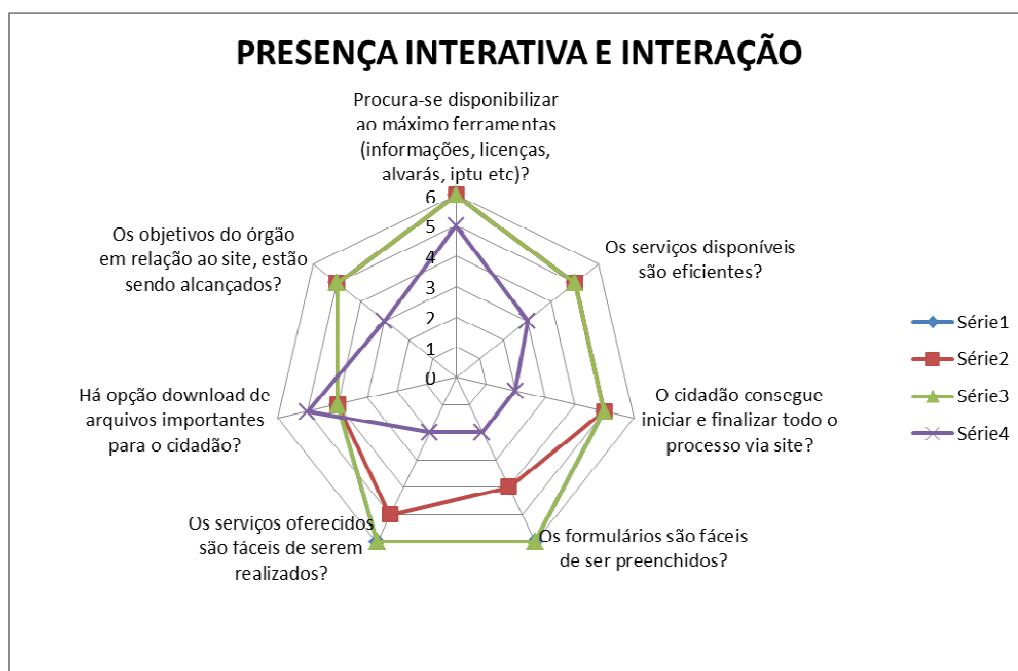 PRESENÇA INTERATIVA E INTERAÇÃO
Procura-se disponibilizar
ao máximo ferramentas
(informações, licenças,
alvarás, iptu etc)?
Os serviços disponíveis
são eficientes?
O cidadão consegue
iniciar e finalizar todo o
processo via site?
Os formulários são fáceis
de ser preenchidos?
Os serviços oferecidos
são fáceis de serem
realizados?
Há opção download de
arquivos importantes
para o cidadão?
Os objetivos do órgão
em relação ao site, estão
sendo alcançados?
6
5
4
3
2
1
0
Série1
Série2
Série3
Série4